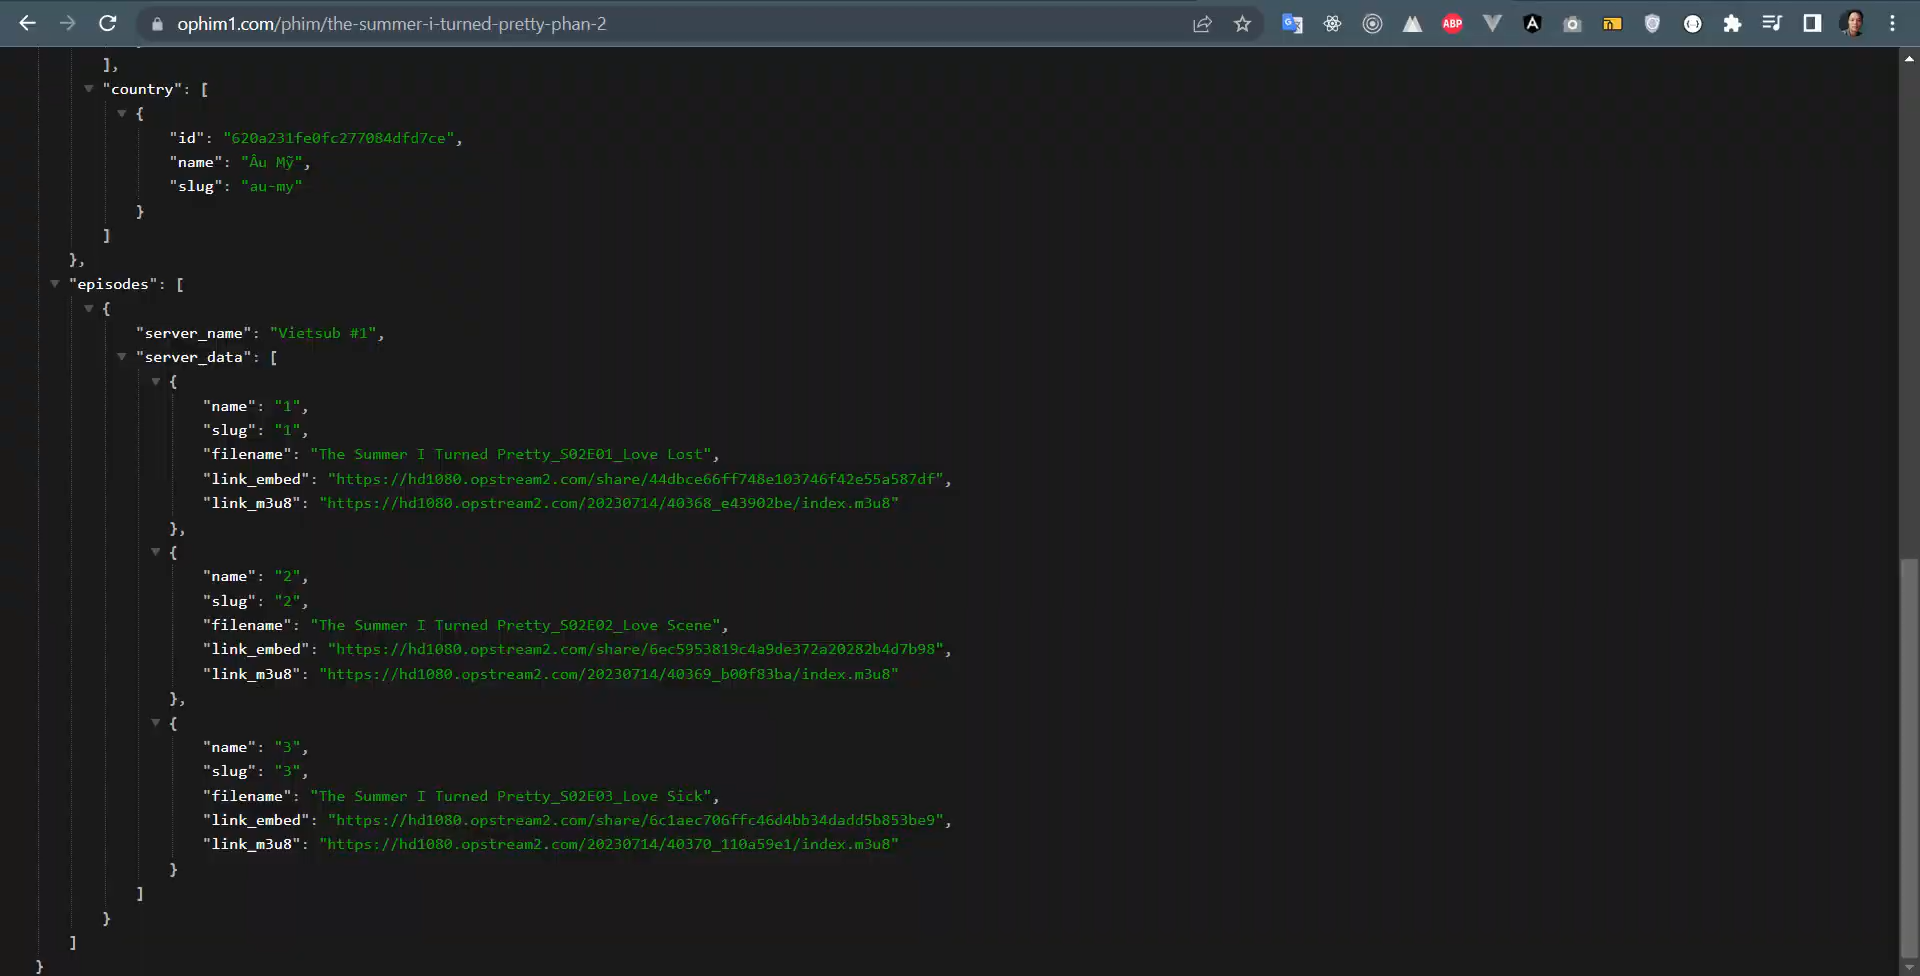 ophim1.com/phim/the-summer-i-turned-pretty-phan-2
ABP
],
"country": [
{
"id": "620a231fe0fc277084dfd7ce",
"name": "Âu Mỹ",
"slug": "au-my"
}
]
},
"episodes": [
{
"server_name": "Vietsub #1",
"server_data": [
{
"name": "1",
"slug": "1",
"filename": "The Summer I Turned Pretty_S02E01_Love Lost",
"link_embed": "https://hd1080.opstream2.com/share/44dbce66ff748e103746f42e55a587df",
"link_m3u8": "https://hd1080.opstream2.com/20230714/40368_e43902be/index.m3u8"
},
{
"name": "2",
"slug": "2",
"filename": "The Summer I Turned Pretty_S02E02_Love Scene",
"link_embed": "https://hd1080.opstream2.com/share/6ec5953819c4a9de372a20282b4d7b98",
"link_m3u8": "https://hd1080.opstream2.com/20230714/40369_b00f83ba/index.m3u8"
},
{
"name": "3",
"slug": "3",
"filename": "The Summer I Turned Pretty_S02E03_Love Sick",
"link_embed": "https://hd1080.opstream2.com/share/6c1aec706ffc46d4bb34dadd5b853be9",
"link_m3u8": "https://hd1080.opstream2.com/20230714/40370_110a59e1/index.m3u8"
}
]
}
]
}